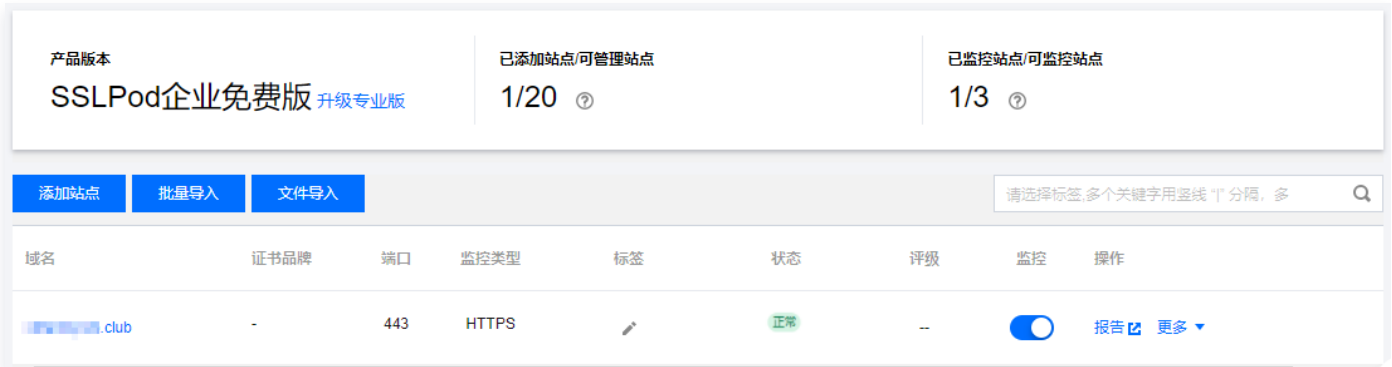 产品版本
SSLPod企业免费版 升级专业版
已添加站点/可管理站点
1/20
已监控站点/可监控站点
1/3
添加站点 批量导入 文件导入
请选择标签,多个关键字用竖线 "|" 分隔，多
域名 证书品牌 端口 监控类型 标签 状态 评级 监控 操作
.club - 443 HTTPS 正常 -- 报告 更多